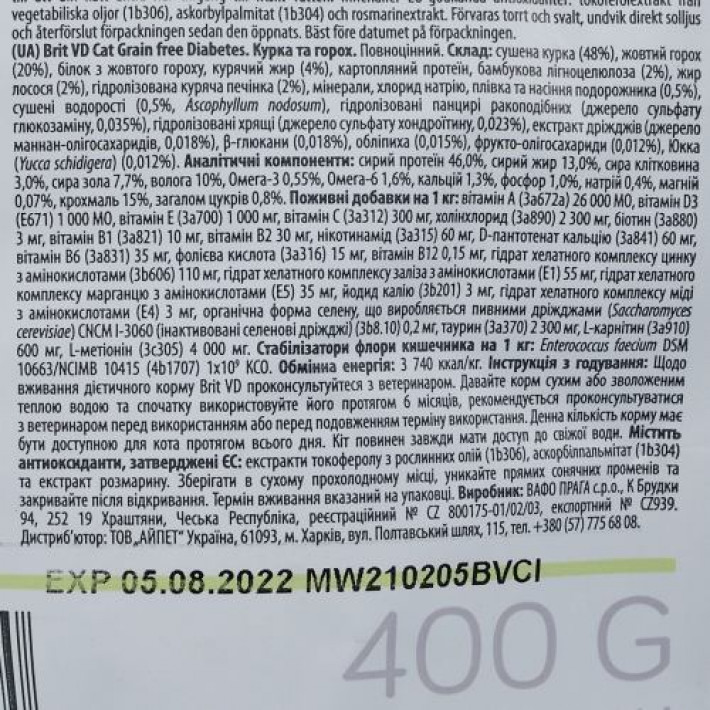 vegetabiliska oljor (1b306), askorbylpalmitat (1b304) och rosmarinextrakt. Förvaras torrt och svalt, undvik direkt solljus
och återförslut förpackningen sedan den öppnats. Bäst före datumet på förpackningen.
(UA) Brit VD Cat Grain free Diabetes. Курка та горох. Повноцінний. Склад: сушена курка (48%), жовтий горох
(20%), білок з жовтого гороху, курячий жир (4%), картопляний протеїн, бамбукова лігноцелюлоза (2%), жир
лосося (2%), гідролізована куряча печінка (2%), мінерали, хлорид натрію, плівка та насіння подорожника (0,5%),
сушені водорості (0,5%, Ascophyllum nodosum), гідролізовані панцирі ракоподібних (джерело сульфату
глюкозаміну, 0,035%), гідролізовані хрящі (джерело сульфату хондроїтину, 0,023%), екстракт дріжджів (джерело
маннан-олігосахаридів, 0,018%), β-глюкани (0,018%), обліпиха (0,015%), фрукто-олігосахариди (0,012%), Юкка
(Yucca schidigera) (0,012%). Аналітичні компоненти: сирий протеїн 46,0%, сирий жир 13,0%, сира клітковина
3,0%, сира зола 7,7%, волога 10%, Омега-3 0,55%, Омега-6 1,6%, кальцій 1,3%, фосфор 1,0%, натрій 0,4%, магній
0,07%, крохмаль 15%, загалом цукрів 0,8%. Поживні добавки на 1 кг: вітамін А (3а672а) 26 000 МО, вітамін D3
(Е671) 1 000 МО, вітамін Е (3а700) 1 000 мг, вітамін С (3а312) 300 мг, холінхлорид (3а890) 2 300 мг, біотин (3а880)
3 мг, вітамін В1 (3а821) 10 мг, вітамін В2 30 мг, нікотинамід (3а315) 60 мг, D-пантотенат кальцію (3а841) 60 мг,
вітамін В6 (3а831) 35 мг, фолієва кислота (3а316) 15 мг, вітамін В12 0,15 мг, гідрат хелатного комплексу цинку
з амінокислотами (3b606) 110 мг, гідрат хелатного комплексу заліза з амінокислотами (Е1) 55 мг, гідрат хелатного
комплексу марганцю з амінокислотами (Е5) 35 мг, йодид калію (3b201) 3 мг, гідрат хелатного комплексу міді
з амінокислотами (Е4) 3 мг, органічна форма селену, що виробляється пивними дріжджами (Saccharomyces
cerevisiae) CNCM I-3060 (інактивовані селенові дріжджі) (3b8.10) 0,2 мг, таурин (3а370) 2 300 мг, L-карнітин (3а910)
600 мг, L-метіонін (3с305) 4 000 мг. Стабілізатори флори кишечника на 1 кг: Enterococcus faecium DSM
10663/NCIMB 10415 (4b1707) 1x10⁹ КСО. Обмінна енергія: 3 740 ккал/кг. Інструкція з годування: Щодо
вживання дієтичного корму Brit VD проконсультуйтеся з ветеринаром. Давайте корм сухим або зволоженим
теплою водою та спочатку використовуйте його протягом 6 місяців, рекомендується проконсультуватися
з ветеринаром перед використанням або перед подовженням терміну використання. Денна кількість корму має
бути доступною для кота протягом всього дня. Кіт повинен завжди мати доступ до свіжої води. Містить
антиоксиданти, затверджені ЄС: екстракти токоферолу з рослинних олій (1b306), аскорбілпальмітат (1b304)
та екстракт розмарину. Зберігати в сухому прохолодному місці, уникайте прямих сонячних променів та
закривайте після відкривання. Термін вживання вказаний на упаковці. Виробник: ВАФО ПРАГА с.р.о., К Брудки
94, 252 19 Храштяни, Чеська Республіка, реєстраційний № CZ 800175-01/02/03, експортний № CZ939.
Дистриб'ютор: ТОВ „АЙПЕТ" Україна, 61093, м. Харків, вул. Полтавський шлях, 115, тел. +380 (57) 775 68 08.
EXP 05.08.2022 MW210205BVCI
400 G